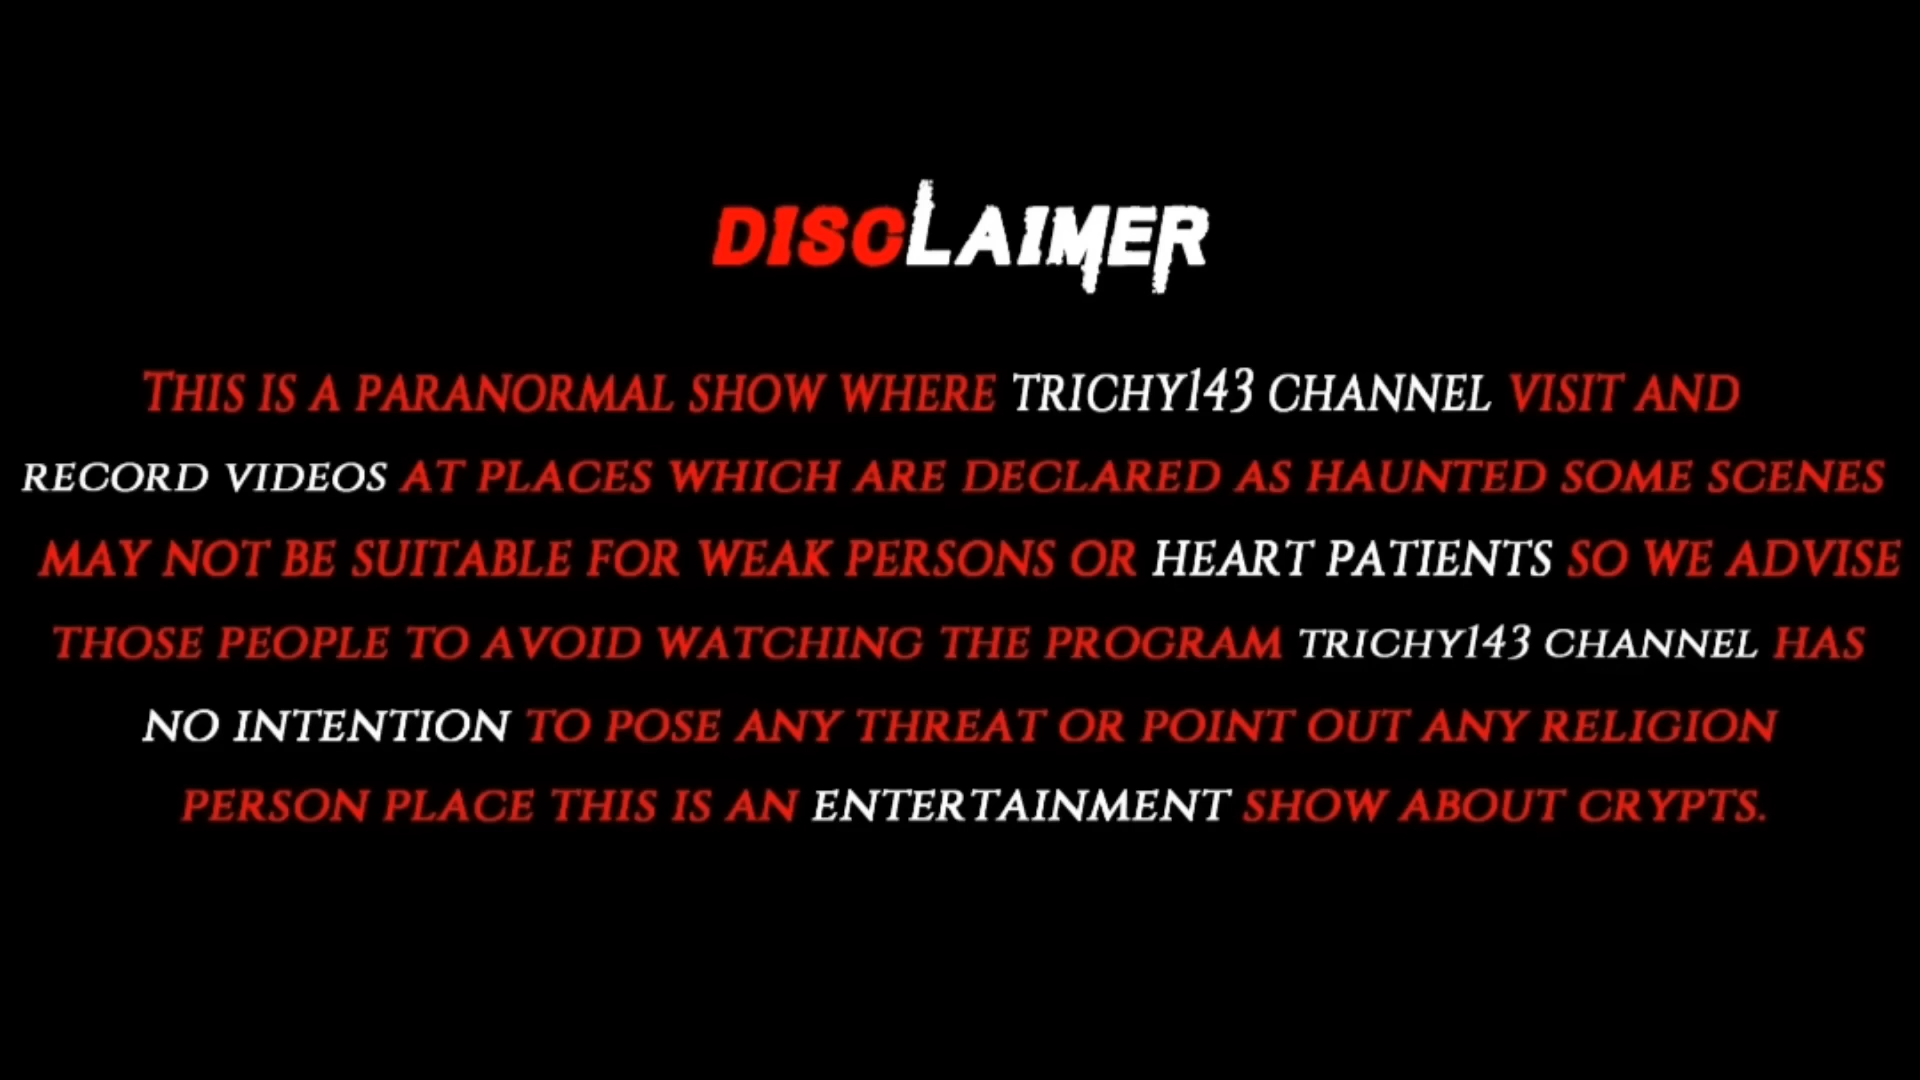 DISCLAIMER
THIS IS A PARANORMAL SHOW WHERE TRICHY143 CHANNEL VISIT AND
RECORD VIDEOS AT PLACES WHICH ARE DECLARED AS HAUNTED SOME SCENES
MAY NOT BE SUITABLE FOR WEAK PERSONS OR HEART PATIENTS SO WE ADVISE
THOSE PEOPLE TO AVOID WATCHING THE PROGRAM TRICHY143 CHANNEL HAS
NO INTENTION TO POSE ANY THREAT OR POINT OUT ANY RELIGION
PERSON PLACE THIS IS AN ENTERTAINMENT SHOW ABOUT CRYPTS.